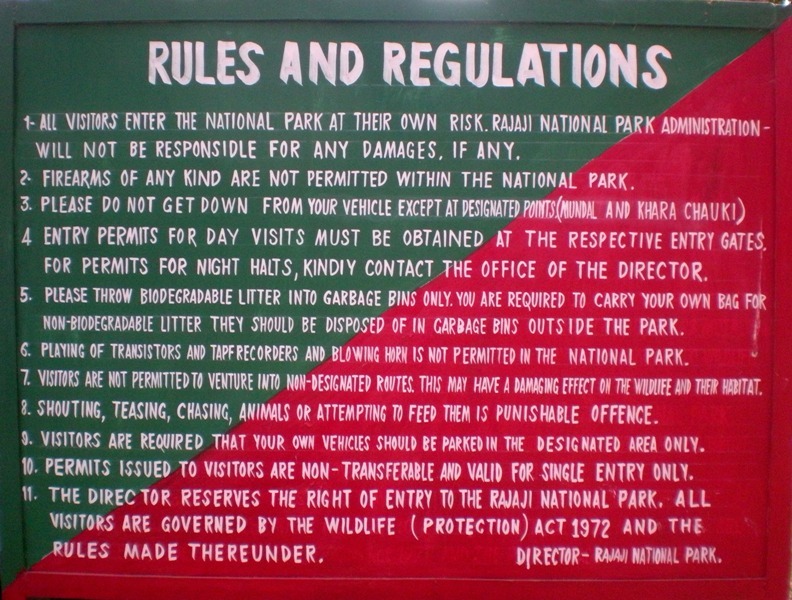 RULES AND REGULATIONS
1- ALL VISITORS ENTER THE NATIONAL PARK AT THEIR OWN RISK. RAJAJI NATIONAL PARK ADMINISTRATION-
WILL NOT BE RESPONSIBLE FOR ANY DAMAGES, IF ANY.
2- FIREARMS OF ANY KIND ARE NOT PERMITTED WITHIN THE NATIONAL PARK.
3. PLEASE DO NOT GET DOWN FROM YOUR VEHICLE EXCEPT AT DESIGNATED POINTS.(MUNDAL AND KHARA CHAUKI)
4 ENTRY PERMITS FOR DAY VISITS MUST BE OBTAINED AT THE RESPECTIVE ENTRY GATES.
FOR PERMITS FOR NIGHT HALTS, KINDIY CONTACT THE OFFICE OF THE DIRECTOR.
5. PLEASE THROW BIODEGRADABLE LITTER INTO GARBAGE BINS ONLY. YOU ARE REQUIRED TO CARRY YOUR OWN BAG FOR
NON-BIODEGRADABLE LITTER THEY SHOULD BE DISPOSED OF IN GARBAGE BINS OUTSIDE THE PARK.
6. PLAYING OF TRANSISTORS AND TAPFRECORDERS AND BLOWING HORN IS NOT PERMITTED IN THE NATIONAL PARK.
7. VISITORS ARE NOT PERMITTED TO VENTURE INTO NON-DESIGNATED ROUTES. THIS MAY HAVE A DAMAGING EFFECT ON THE WILDLIFE AND THEIR HABITAT.
8. SHOUTING, TEASING, CHASING, ANIMALS OR ATTEMPTING TO FEED THEM IS PUNISHABLE OFFENCE.
9. VISITORS ARE REQUIRED THAT YOUR OWN VEHICLES SHOULD BE PARKED IN THE DESIGNATED AREA ONLY.
10. PERMITS ISSUED TO VISITORS ARE NON-TRANSFERABLE AND VALID FOR SINGLE ENTRY ONLY.
11. THE DIRECTOR RESERVES THE RIGHT OF ENTRY TO THE RAJAJI NATIONAL PARK. ALL
VISITORS ARE GOVERNED BY THE WILDLIFE (PROTECTION) ACT 1972 AND THE
RULES MADE THEREUNDER. DIRECTOR- RAJAJI NATIONAL PARK.